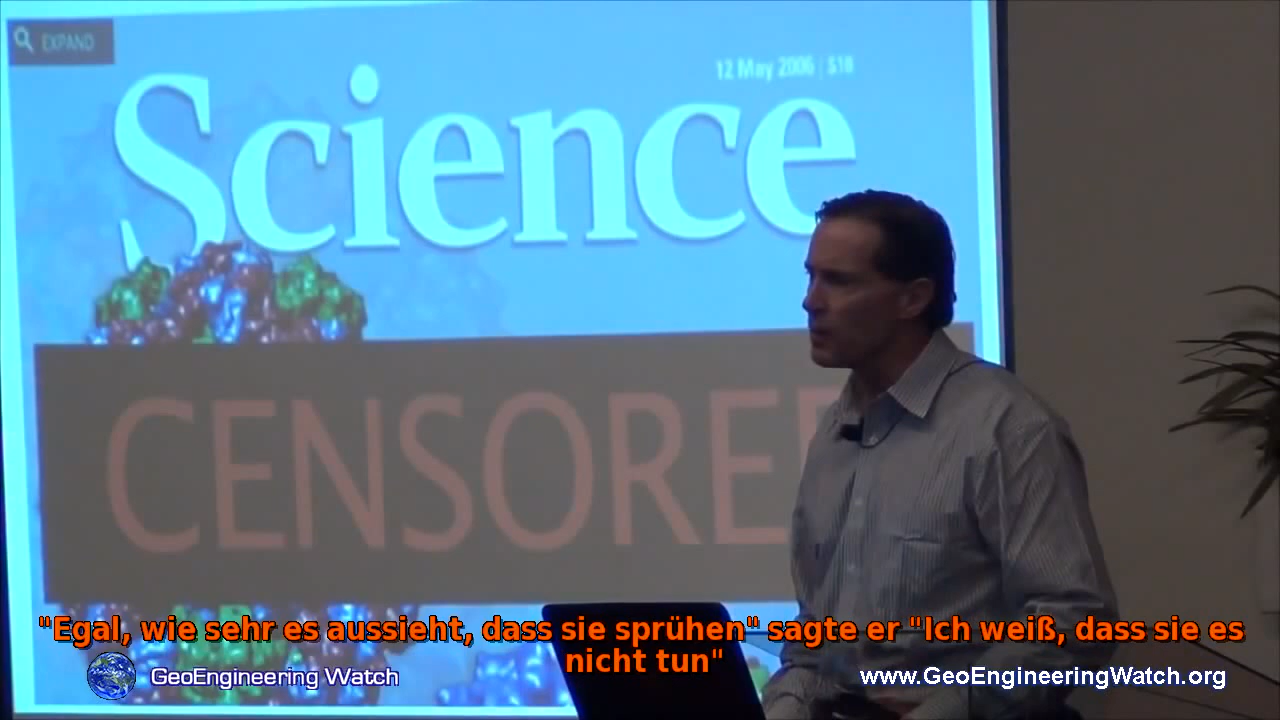 EXPAND
12 May 2006 | $10
Science
CENSORE
"Egal, wie sehr es aussieht, dass sie sprühen" sagte er "Ich weiß, dass sie es
nicht tun"
GeoEngineering Watch
www.GeoEngineeringWatch.org